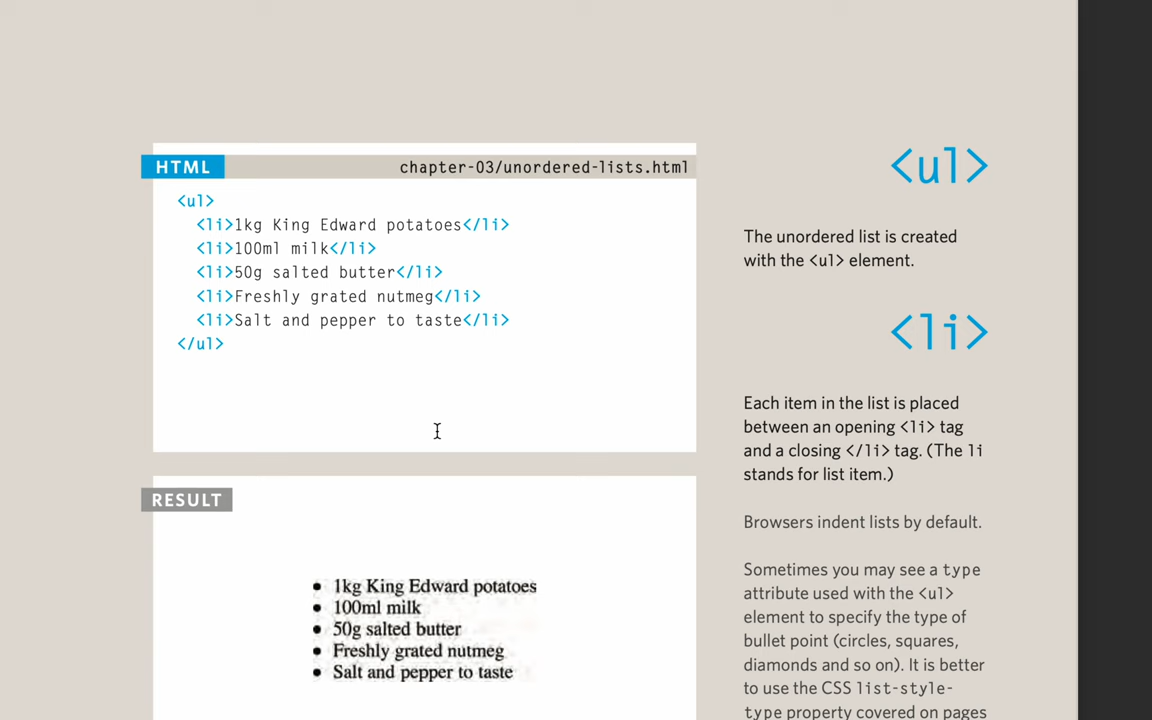 HTML
chapter-03/unordered-lists.html
<ul>
<li>1kg King Edward potatoes</li>
<li>100ml milk</li>
<li>50g salted butter</li>
<li>Freshly grated nutmeg</li>
<li>Salt and pepper to taste</li>
</ul>
RESULT
• 1kg King Edward potatoes
• 100ml milk
• 50g salted butter
• Freshly grated nutmeg
• Salt and pepper to taste
<ul>
The unordered list is created
with the <ul> element.
<li>
Each item in the list is placed
between an opening <li> tag
and a closing </li> tag. (The li
stands for list item.)
Browsers indent lists by default.
Sometimes you may see a type
attribute used with the <ul>
element to specify the type of
bullet point (circles, squares,
diamonds and so on). It is better
to use the CSS list-style-
type property covered on pages